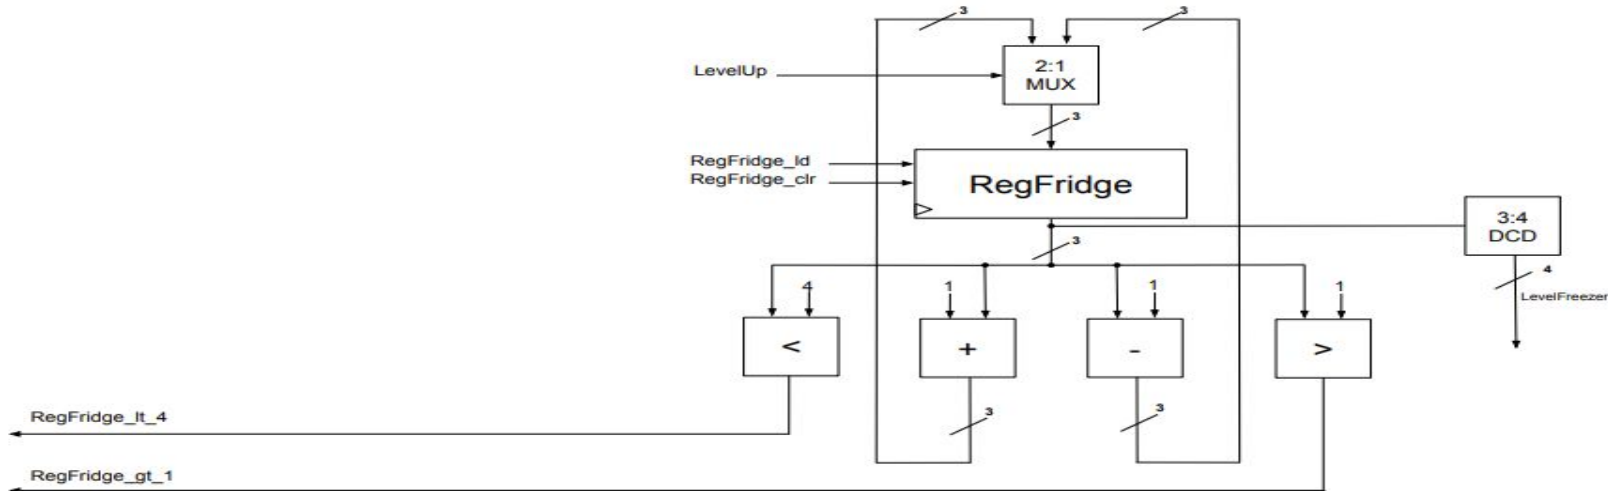 3
3
LevelUp
2:1
MUX
3
RegFridge_ld
RegFridge_clr
RegFridge
3:4
DCD
3
4
LevelFreezer
4
1
1
1
<
+
-
>
3
3
RegFridge_lt_4
RegFridge_gt_1